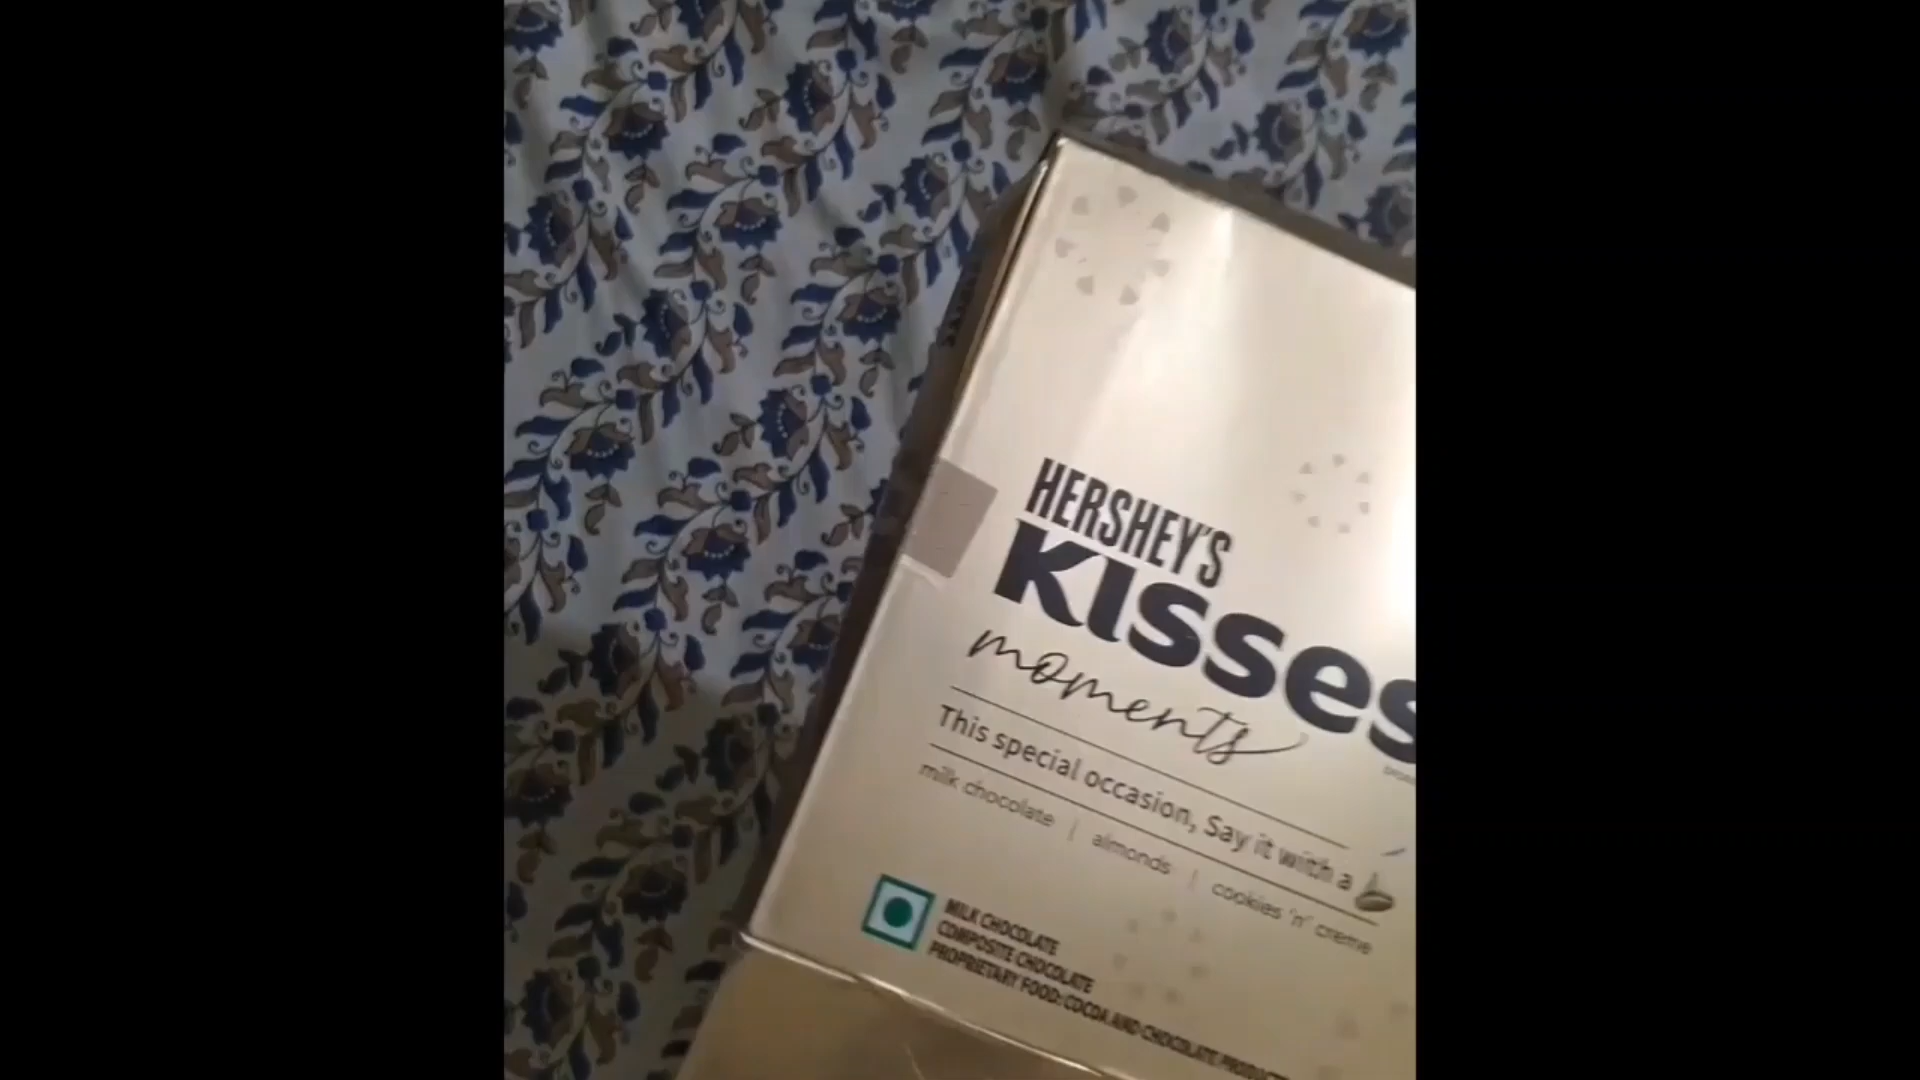 HERSHEY'S
Kisses
moments
This special occasion, Say it with a
milk chocolate | almonds | cookies 'n' creme
MILK CHOCOLATE
COMPOSITE CHOCOLATE
PROPRIETARY FOOD: COCOA AND CHOCOLATE